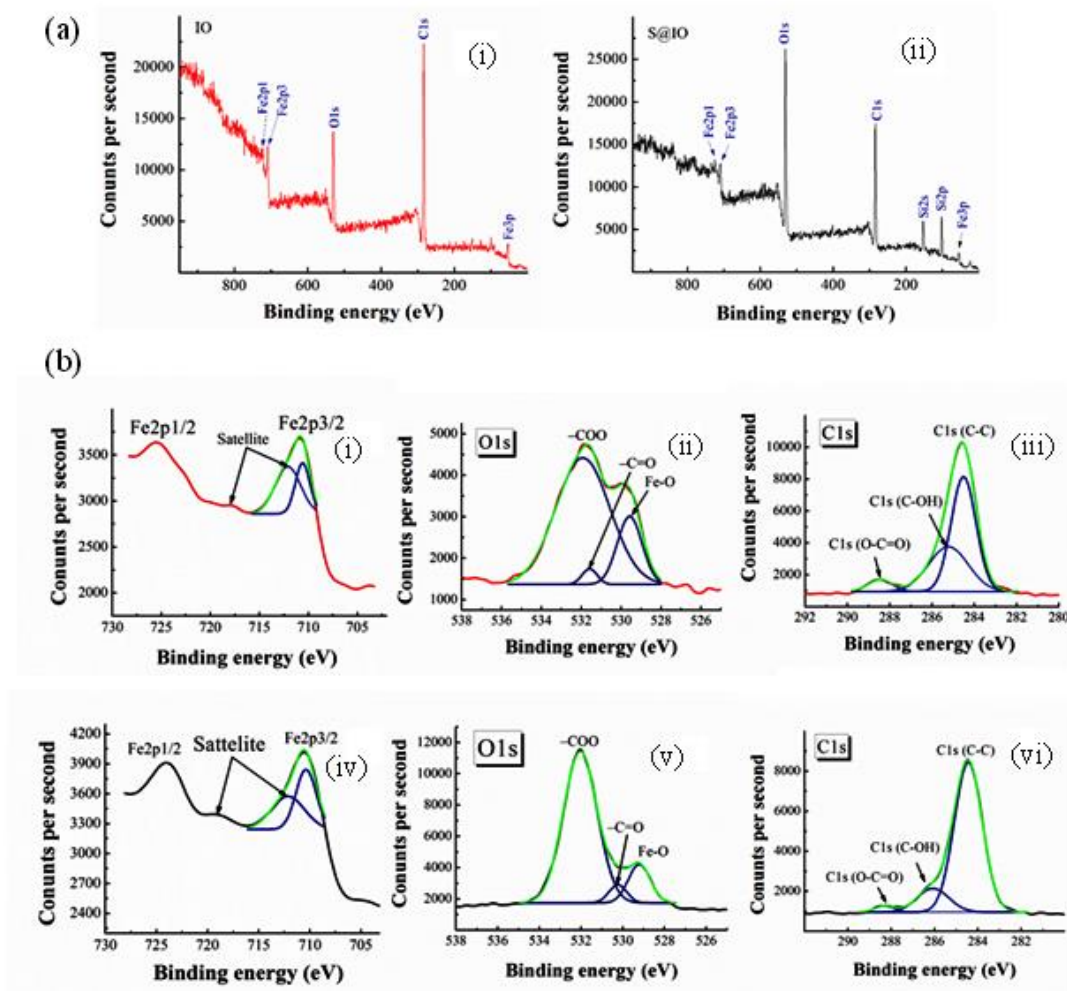 (a)
IO
(i)
Conunts per second
20000
15000
10000
5000
Fe2p1
Fe2p3
O1s
C1s
Fe3p
800 600 400 200
Binding energy (eV)
S@IO
(ii)
Conunts per second
25000
20000
15000
10000
5000
Fe2p1
Fe2p3
O1s
C1s
Si2s
Si2p
Fe3p
800 600 400 200
Binding energy (eV)
(b)
Fe2p1/2
Satellite
Fe2p3/2
(i)
Conunts per second
4000
3500
3000
2500
2000
730 725 720 715 710 705
Binding energy (eV)
O1s
–COO
–C=O
Fe-O
(ii)
Conunts per second
5000
4000
3000
2000
1000
538 536 534 532 530 528 526
Binding energy (eV)
C1s
C1s (C-C)
C1s (C-OH)
C1s (O-C=O)
(iii)
Conunts per second
10000
8000
6000
4000
2000
292 290 288 286 284 282 280
Binding energy (eV)
Fe2p1/2
Sattelite
Fe2p3/2
(iv)
Conunts per second
4200
3900
3600
3300
3000
2700
2400
730 725 720 715 710 705
Binding energy (eV)
O1s
–COO
–C=O
Fe-O
(v)
Conunts per second
12000
10000
8000
6000
4000
2000
538 536 534 532 530 528 526
Binding energy (eV)
C1s
C1s (C-C)
C1s (C-OH)
C1s (O-C=O)
(vi)
Conunts per second
8000
6000
4000
2000
290 288 286 284 282
Binding energy (eV)